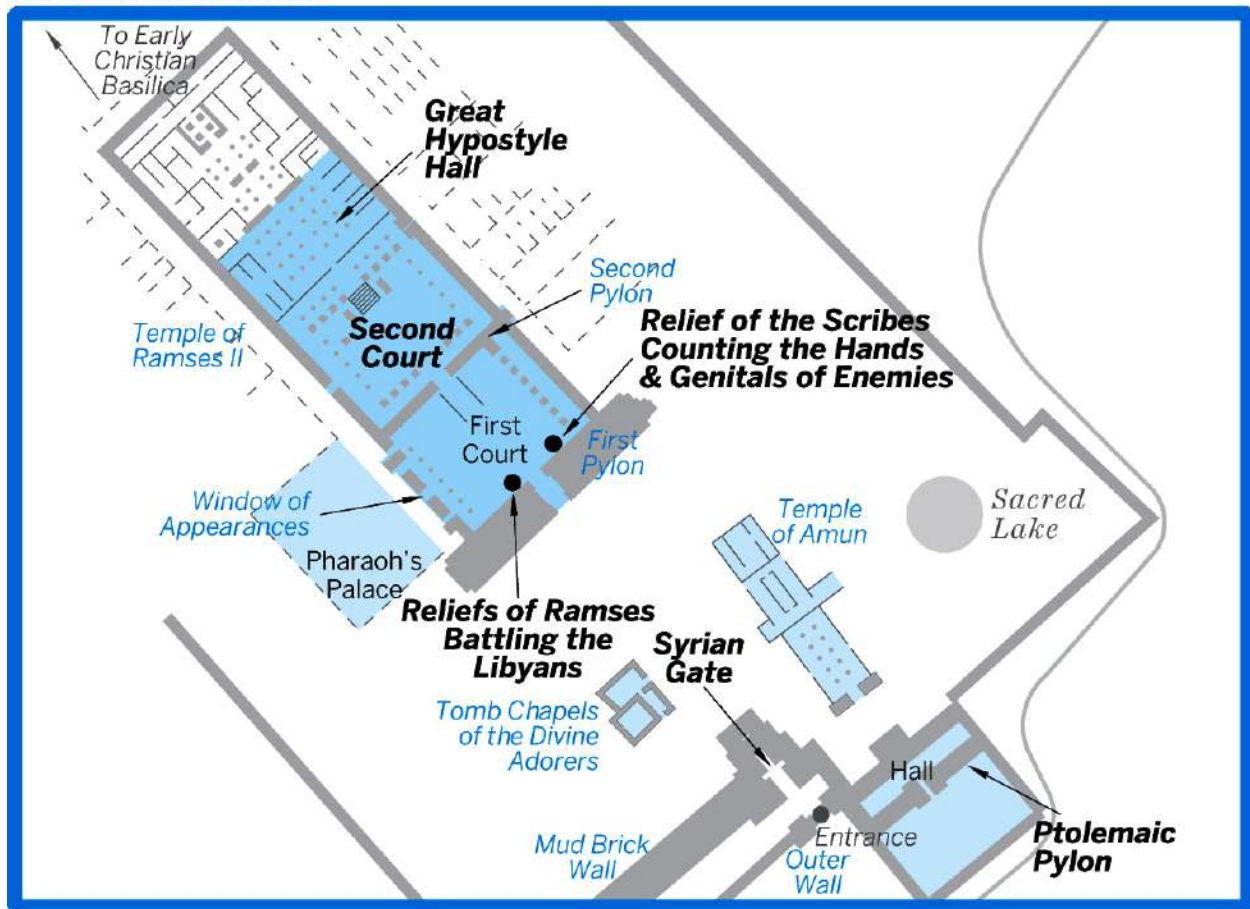 To Early
Christian
Basilica
Great
Hypostyle
Hall
Second
Pylon
Temple of
Ramses II
Second
Court
Relief of the Scribes
Counting the Hands
& Genitals of Enemies
First
Court
First
Pylon
Window of
Appearances
Temple
of Amun
Sacred
Lake
Pharaoh's
Palace
Reliefs of Ramses
Battling the
Libyans
Syrian
Gate
Tomb Chapels
of the Divine
Adorers
Hall
Mud Brick
Wall
Entrance
Outer
Wall
Ptolemaic
Pylon